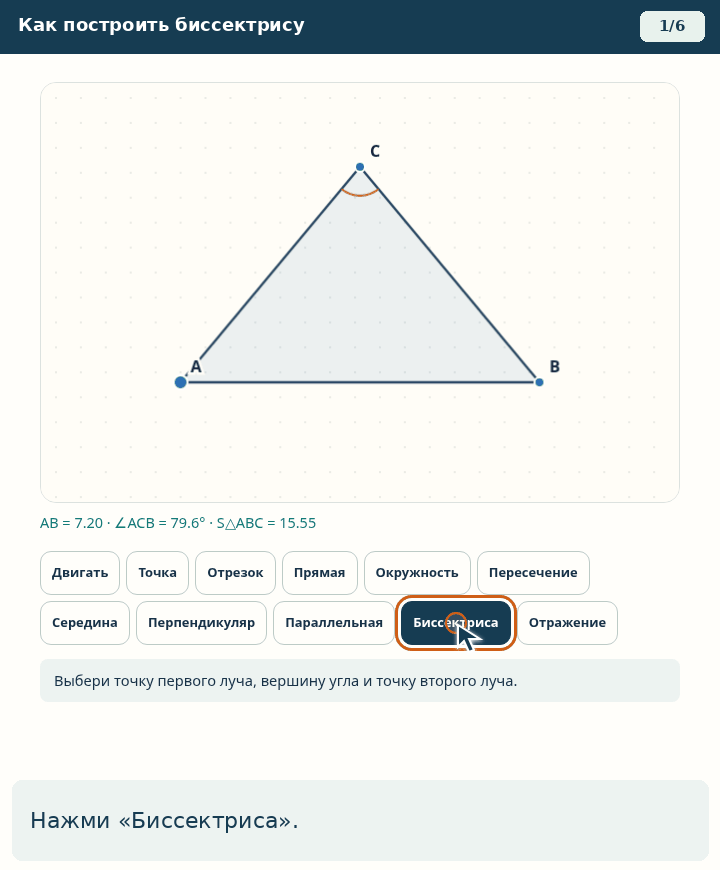 Как построить биссектрису
1/6
C
A
B
AB = 7.20 · ∠ACB = 79.6° · S△ABC = 15.55
Двигать Точка Отрезок Прямая Окружность Пересечение
Середина Перпендикуляр Параллельная Биссектриса Отражение
Выбери точку первого луча, вершину угла и точку второго луча.
Нажми «Биссектриса».